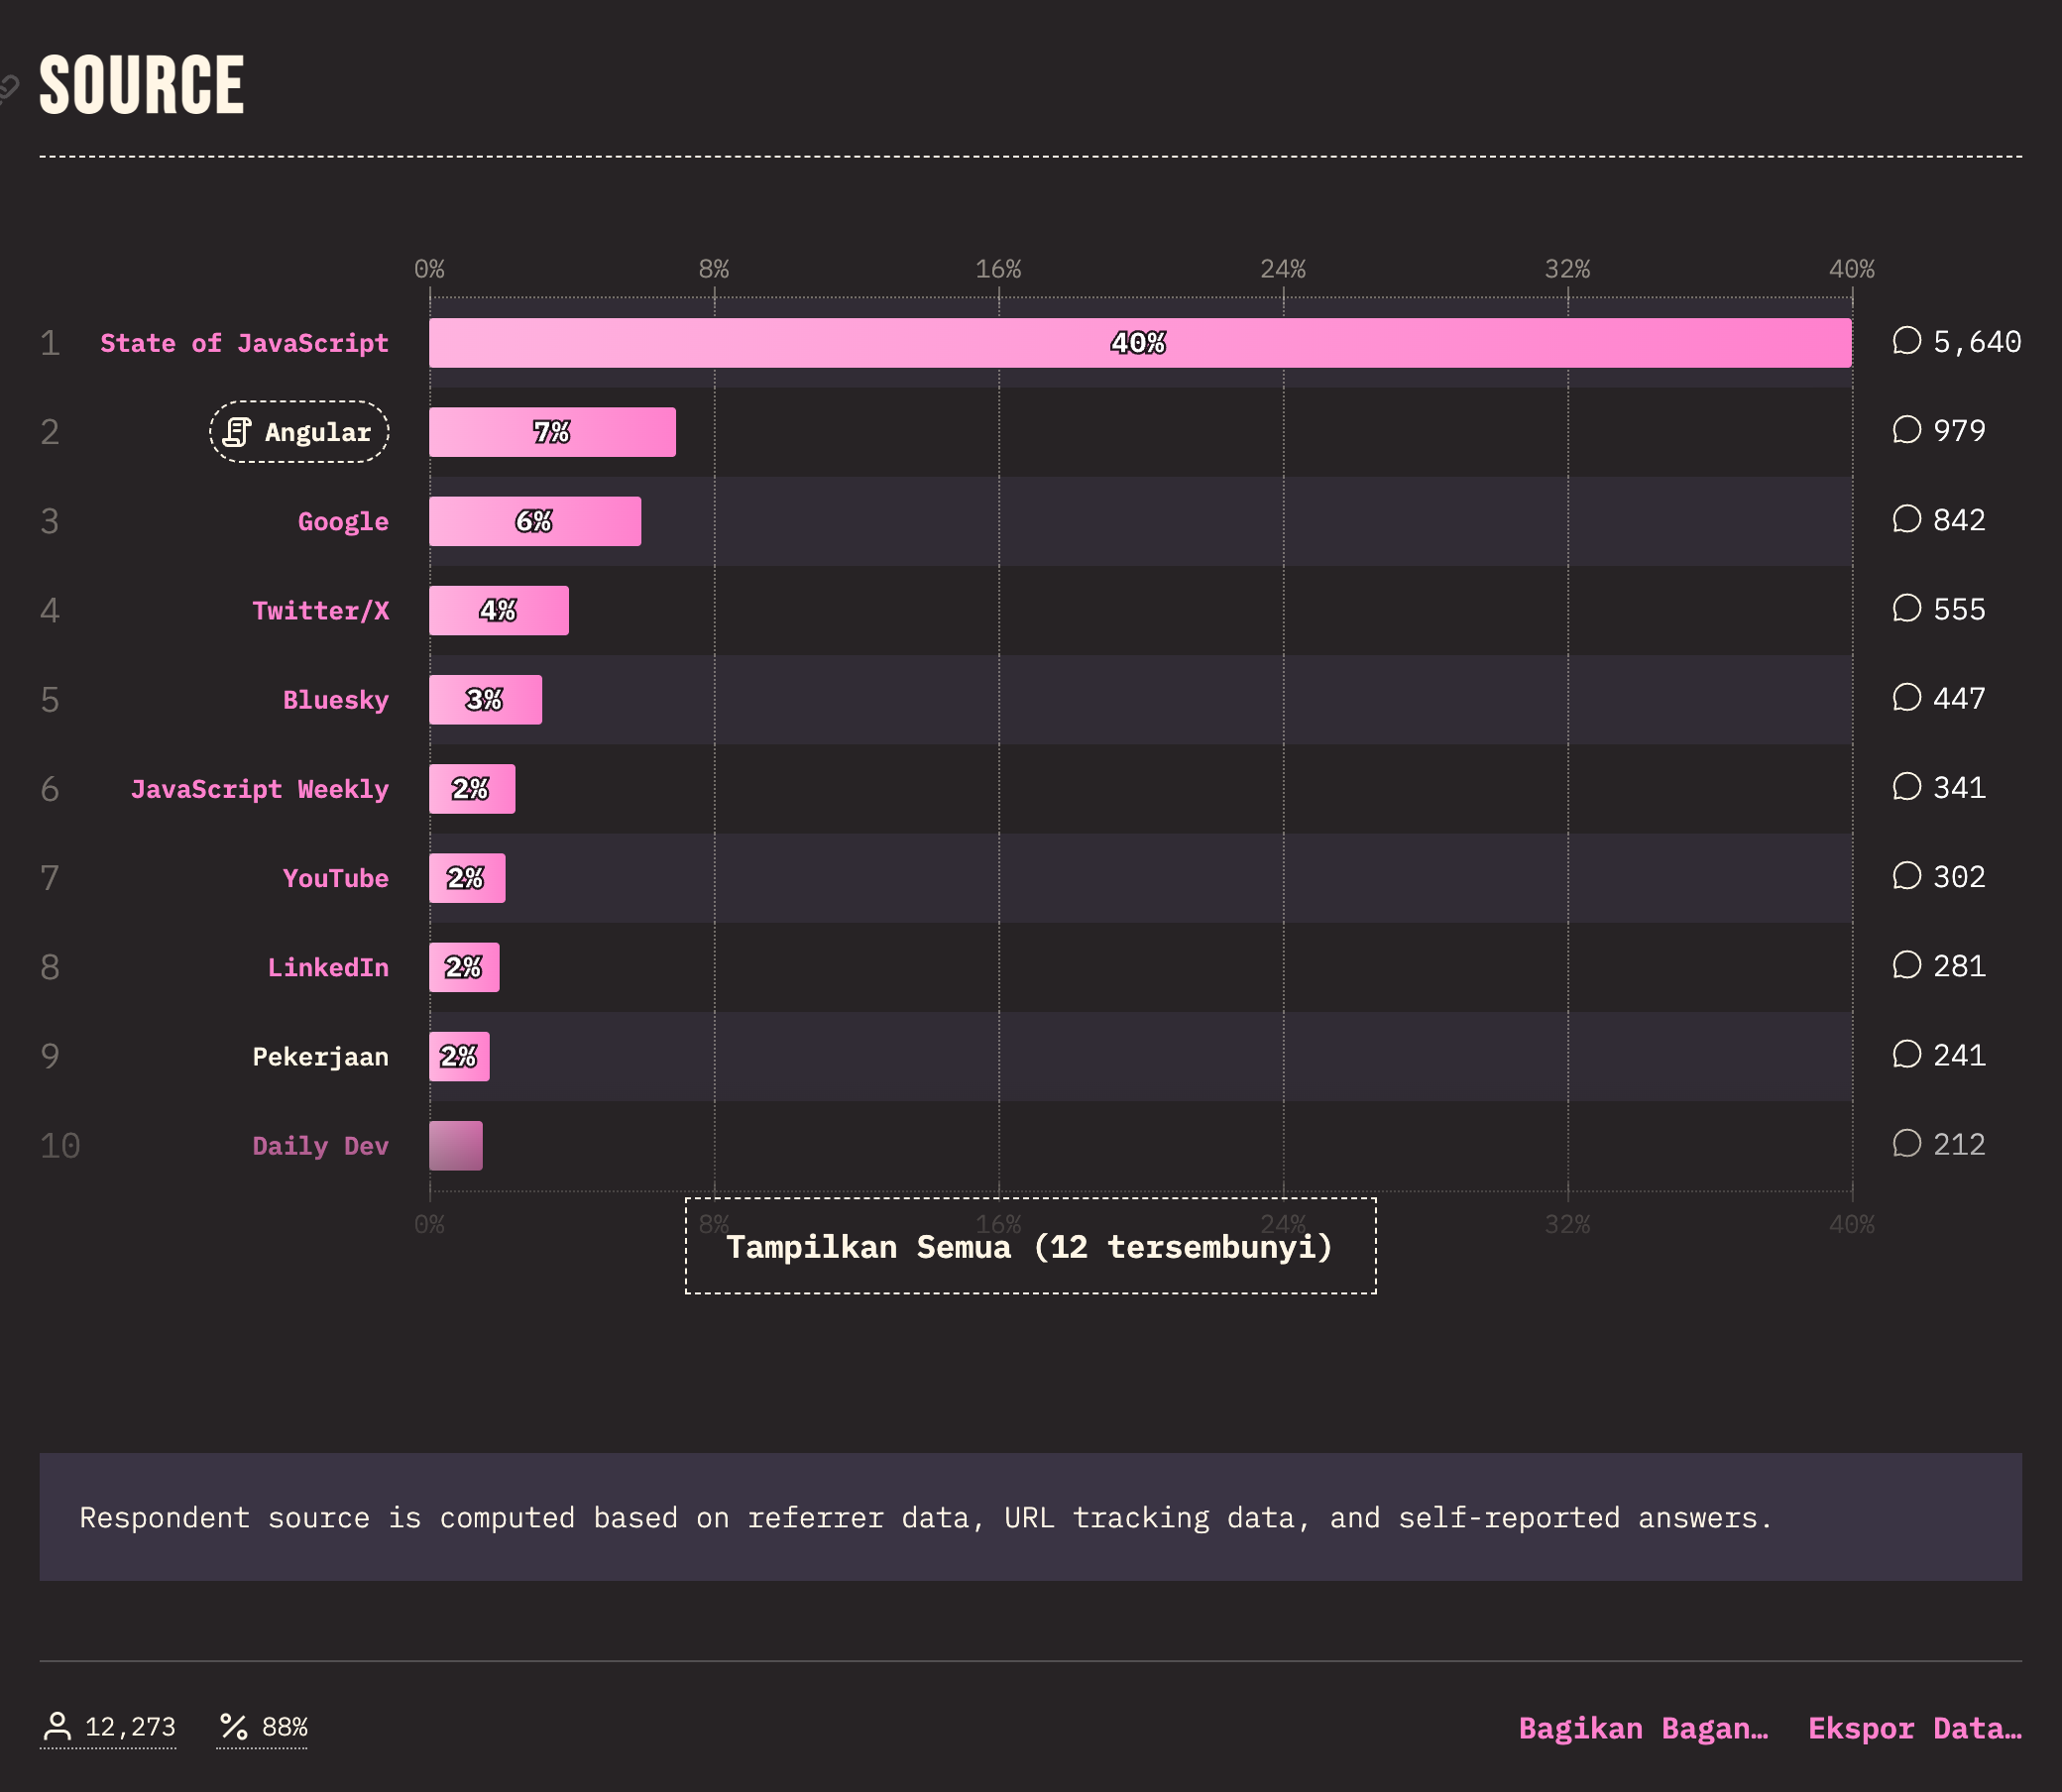 SOURCE
0% 8% 16% 24% 32% 40%
1 State of JavaScript 40% 5,640
2 Angular 7% 979
3 Google 6% 842
4 Twitter/X 4% 555
5 Bluesky 3% 447
6 JavaScript Weekly 2% 341
7 YouTube 2% 302
8 LinkedIn 2% 281
9 Pekerjaan 2% 241
10 Daily Dev 212
0% 8% 16% 24% 32% 40%
Tampilkan Semua (12 tersembunyi)
Respondent source is computed based on referrer data, URL tracking data, and self-reported answers.
12,273 88% Bagikan Bagan… Ekspor Data…